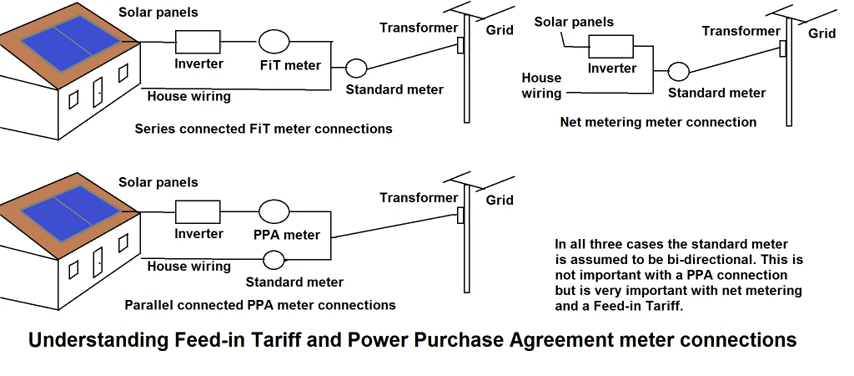 Solar panels
Transformer
Grid
Inverter
FiT meter
House wiring
Standard meter
Series connected FiT meter connections
Solar panels
Transformer
Grid
Inverter
House
wiring
Standard meter
Net metering meter connection
Solar panels
Transformer
Grid
Inverter
PPA meter
House wiring
Standard meter
Parallel connected PPA meter connections
In all three cases the standard meter
is assumed to be bi-directional. This is
not important with a PPA connection
but is very important with net metering
and a Feed-in Tariff.
Understanding Feed-in Tariff and Power Purchase Agreement meter connections